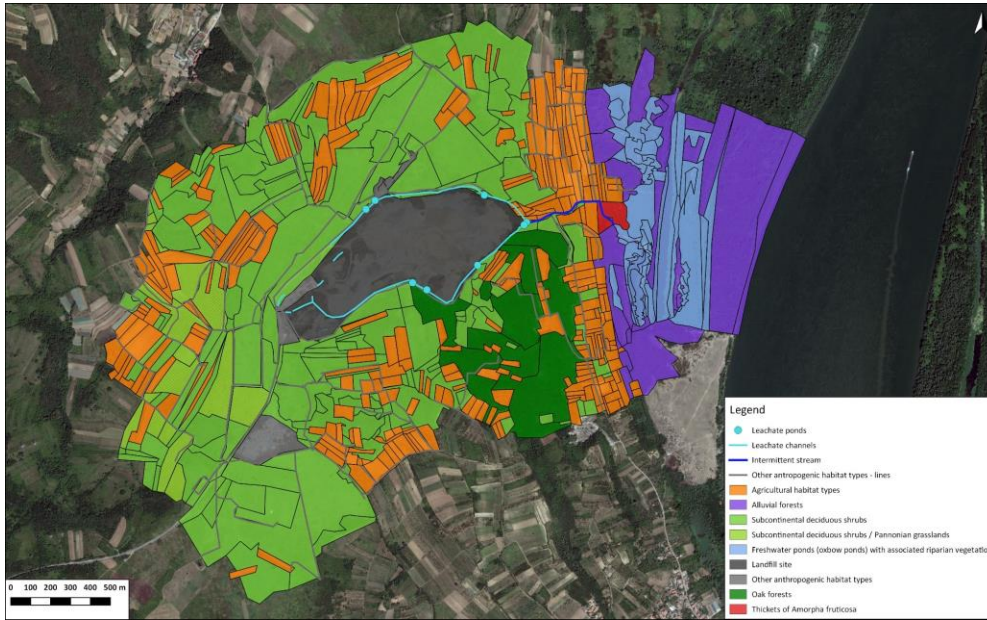 Legend
Leachate ponds
Leachate channels
Intermittent stream
Other antropogenic habitat types - lines
Agricultural habitat types
Alluvial forests
Subcontinental deciduous shrubs
Subcontinental deciduous shrubs / Pannonian grasslands
Freshwater ponds (oxbow ponds) with associated riparian vegetatio
Landfill site
Other anthropogenic habitat types
Oak forests
Thickets of Amorpha fruticosa
0 100 200 300 400 500 m